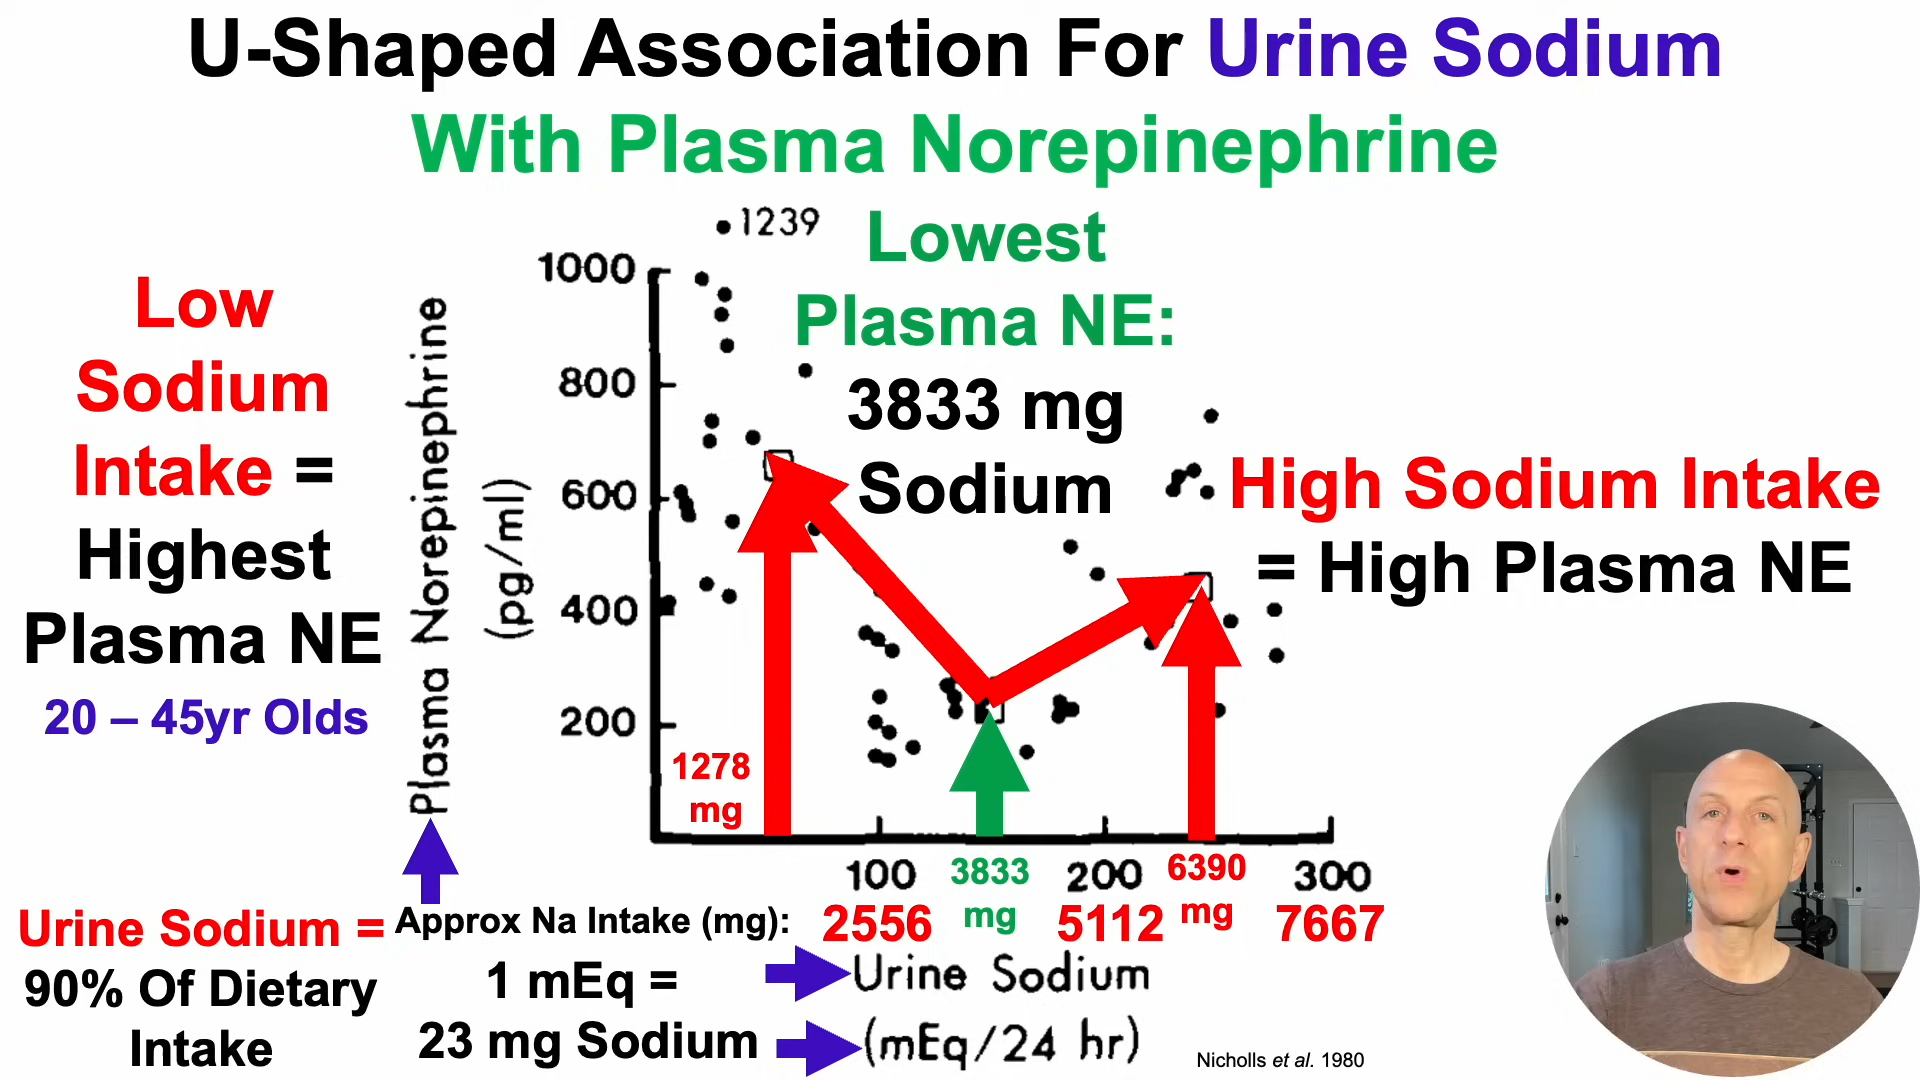 U-Shaped Association For Urine Sodium
With Plasma Norepinephrine
Low
Sodium
Intake =
Highest
Plasma NE
20 – 45yr Olds
Plasma Norepinephrine
(pg/ml)
1239
1000
800
600
400
200
Lowest
Plasma NE:
3833 mg
Sodium
High Sodium Intake
= High Plasma NE
1278
mg
100
3833
mg
200
6390
mg
300
Approx Na Intake (mg):
2556
5112
7667
Urine Sodium =
90% Of Dietary
Intake
1 mEq =
23 mg Sodium
Urine Sodium
(mEq/24 hr)
Nicholls et al. 1980